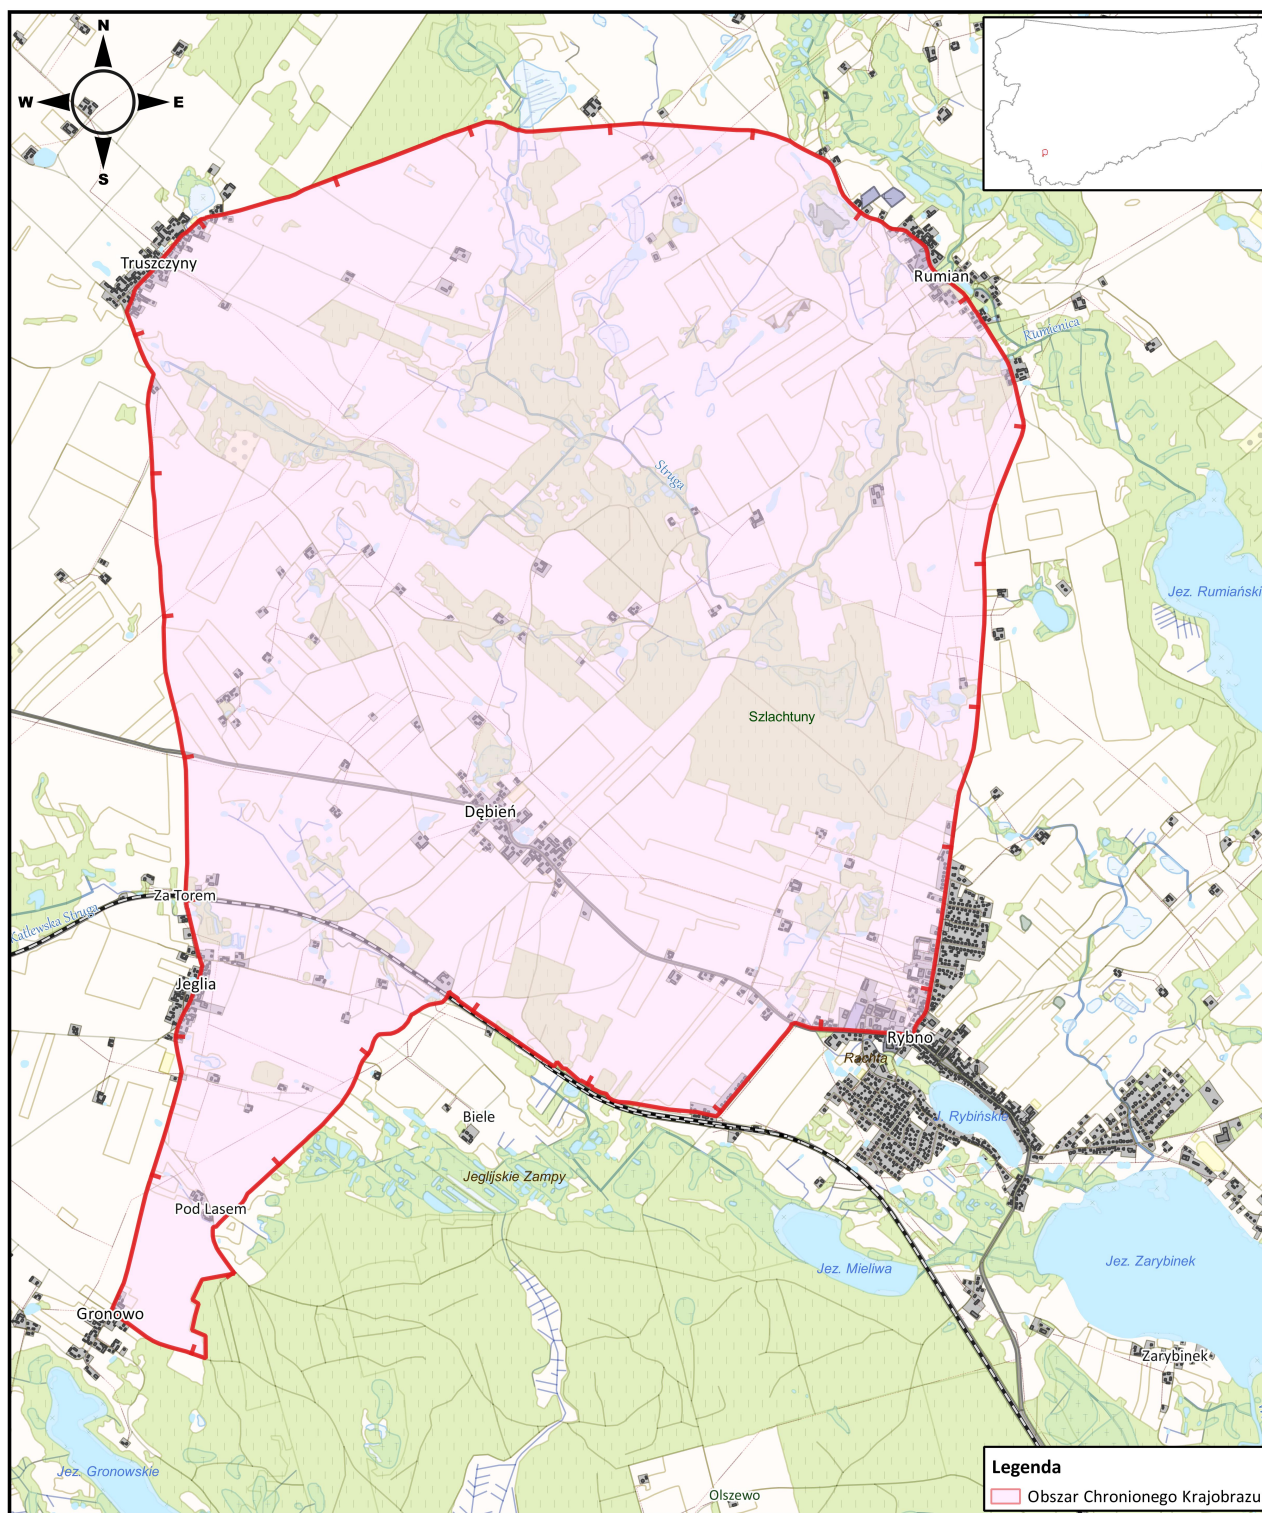 N
W
E
S
Truszczyny
Rumian
Rumienica
Struga
Jez. Rumiański
Szlachtuny
Dębień
Za Torem
Katlewska Struga
Jeglia
Rybno
Rachta
J. Rybińskie
Biele
Jeglijskie Zampy
Pod Lasem
Jez. Mieliwa
Jez. Zarybinek
Gronowo
Zarybinek
Jez. Gronowskie
Olszewo
Legenda
Obszar Chronionego Krajobrazu